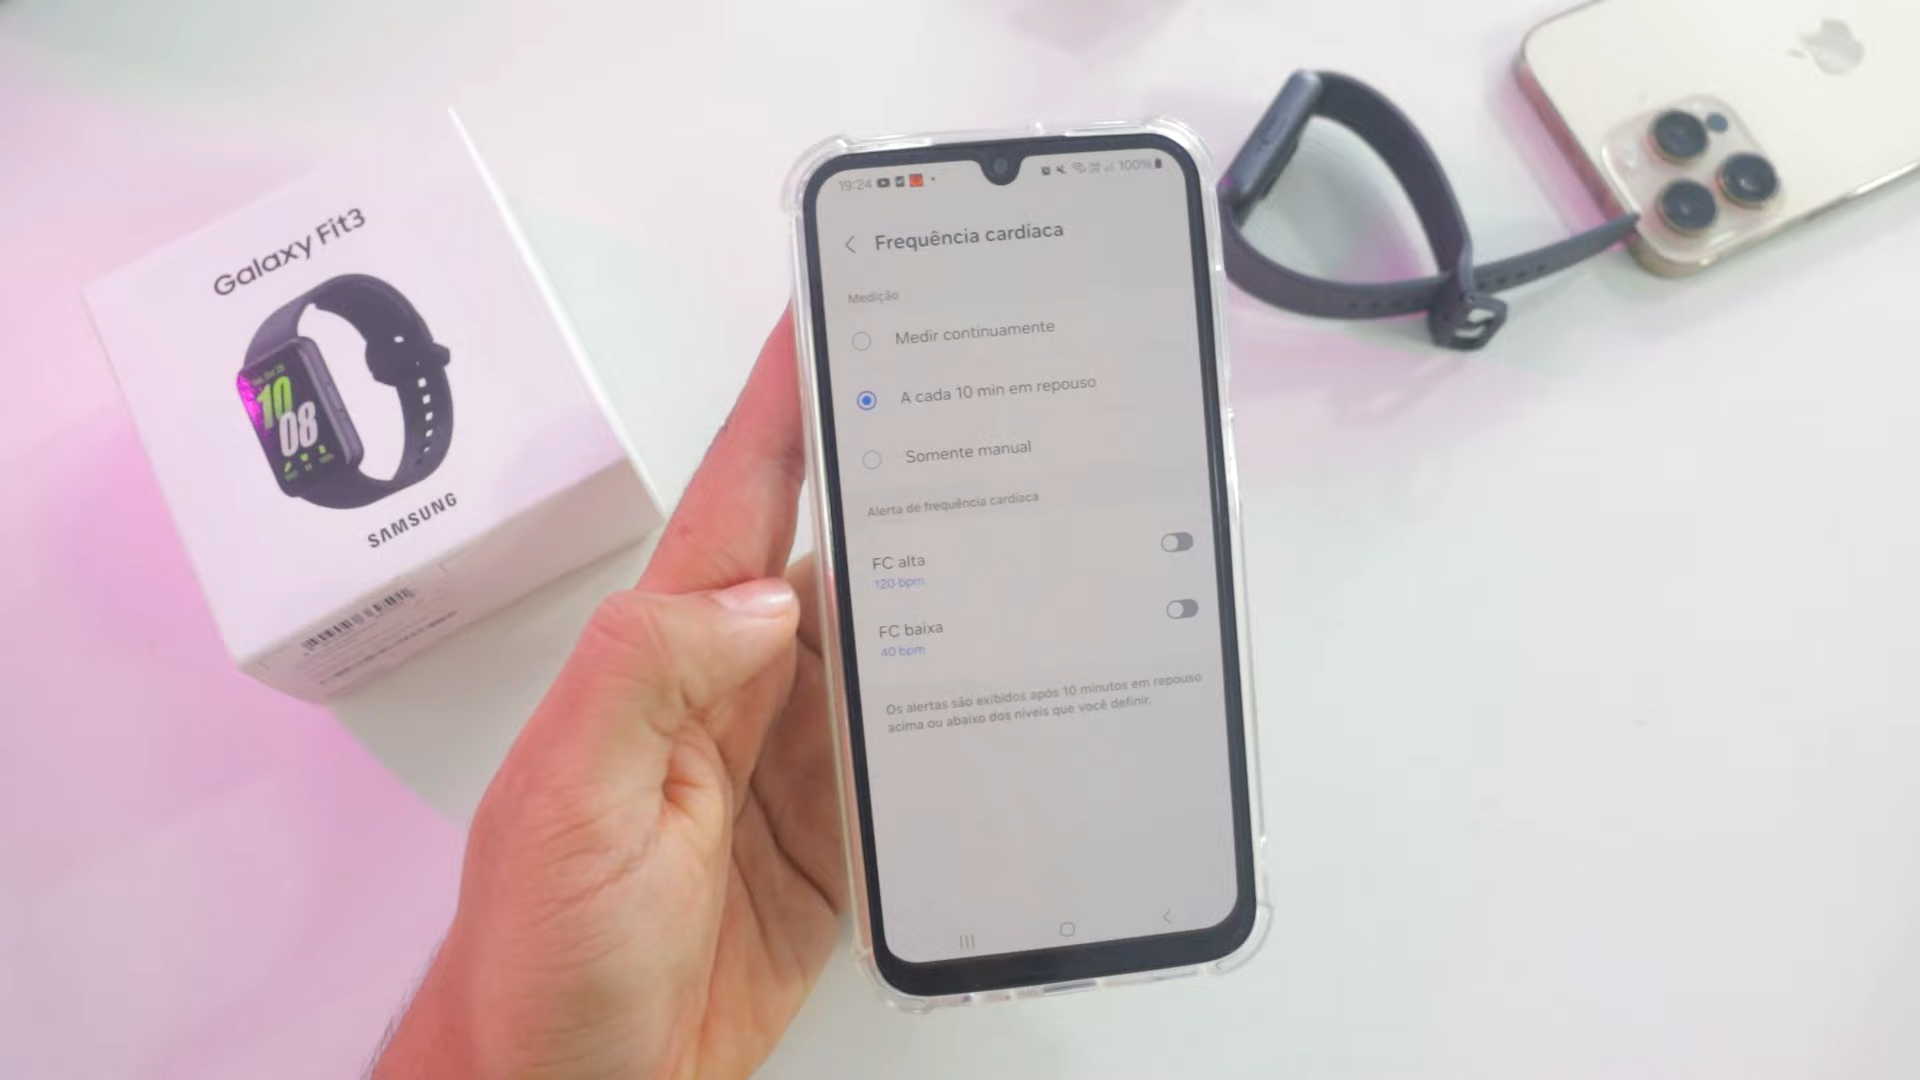 Galaxy Fit3
10
08
SAMSUNG
19:24
100%
Frequência cardíaca
Medição
Medir continuamente
A cada 10 min em repouso
Somente manual
Alerta de frequência cardíaca
FC alta
120 bpm
FC baixa
40 bpm
Os alertas são exibidos após 10 minutos em repouso
acima ou abaixo dos níveis que você definir.